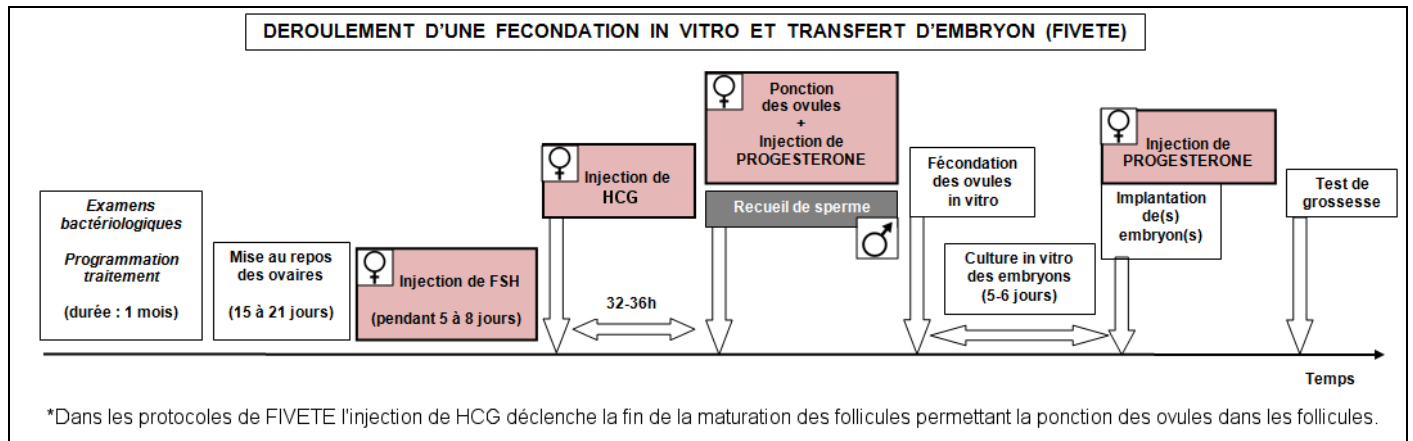 DEROULEMENT D'UNE FECONDATION IN VITRO ET TRANSFERT D'EMBRYON (FIVETE)
Examens
bactériologiques
Programmation
traitement
(durée : 1 mois)
Mise au repos
des ovaires
(15 à 21 jours)
Injection de FSH
(pendant 5 à 8 jours)
Injection de
HCG
32-36h
Ponction
des ovules
+
Injection de
PROGESTERONE
Recueil de sperme
Fécondation
des ovules
in vitro
Culture in vitro
des embryons
(5-6 jours)
Injection de
PROGESTERONE
Implantation
de(s)
embryon(s)
Test de
grossesse
Temps
*Dans les protocoles de FIVETE l'injection de HCG déclenche la fin de la maturation des follicules permettant la ponction des ovules dans les follicules.